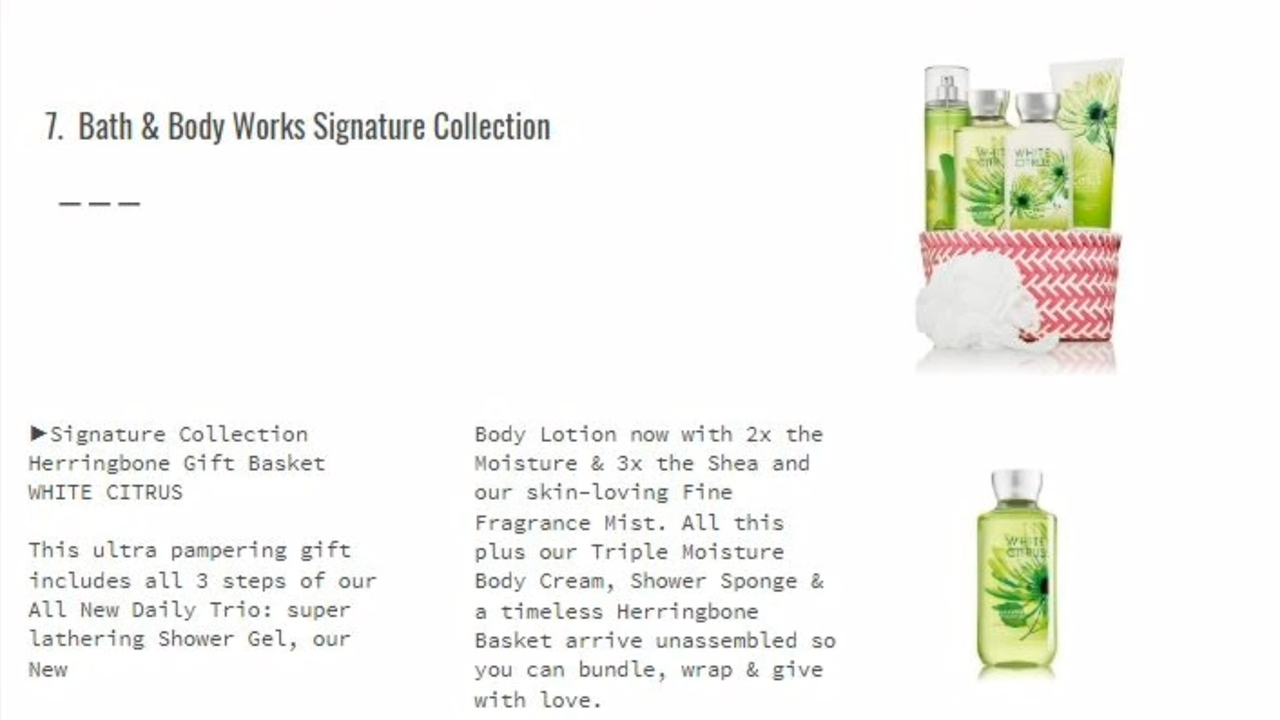 7. Bath & Body Works Signature Collection
►Signature Collection
Herringbone Gift Basket
WHITE CITRUS
This ultra pampering gift
includes all 3 steps of our
All New Daily Trio: super
lathering Shower Gel, our
New
Body Lotion now with 2x the
Moisture & 3x the Shea and
our skin-loving Fine
Fragrance Mist. All this
plus our Triple Moisture
Body Cream, Shower Sponge &
a timeless Herringbone
Basket arrive unassembled so
you can bundle, wrap & give
with love.
WHITE
CITRUS
WHITE
CITRUS